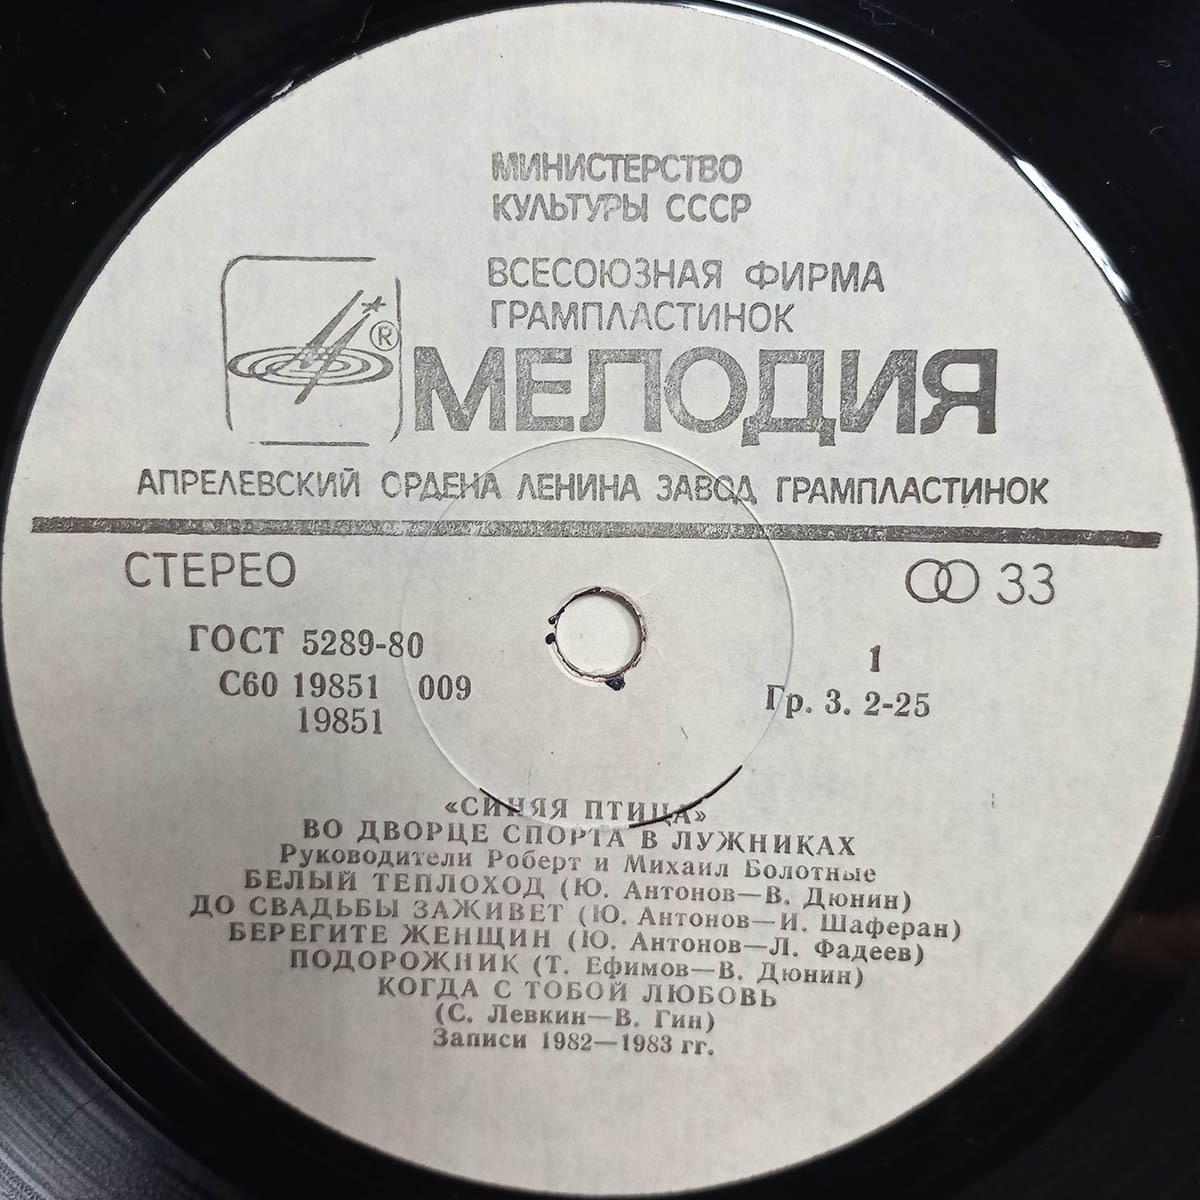 МИНИСТЕРСТВО
КУЛЬТУРЫ СССР
ВСЕСОЮЗНАЯ ФИРМА
ГРАМПЛАСТИНОК
®
МЕЛОДИЯ
АПРЕЛЕВСКИЙ ОРДЕНА ЛЕНИНА ЗАВОД ГРАМПЛАСТИНОК
СТЕРЕО
33
ГОСТ 5289-80
1
С60 19851 009
Гр. 3. 2-25
19851
«СИНЯЯ ПТИЦА»
ВО ДВОРЦЕ СПОРТА В ЛУЖНИКАХ
Руководители Роберт и Михаил Болотные
БЕЛЫЙ ТЕПЛОХОД (Ю. Антонов—В. Дюнин)
ДО СВАДЬБЫ ЗАЖИВЕТ (Ю. Антонов—И. Шаферан)
БЕРЕГИТЕ ЖЕНЩИН (Ю. Антонов—Л. Фадеев)
ПОДОРОЖНИК (Т. Ефимов—В. Дюнин)
КОГДА С ТОБОЙ ЛЮБОВЬ
(С. Левкин—В. Гин)
Записи 1982—1983 гг.